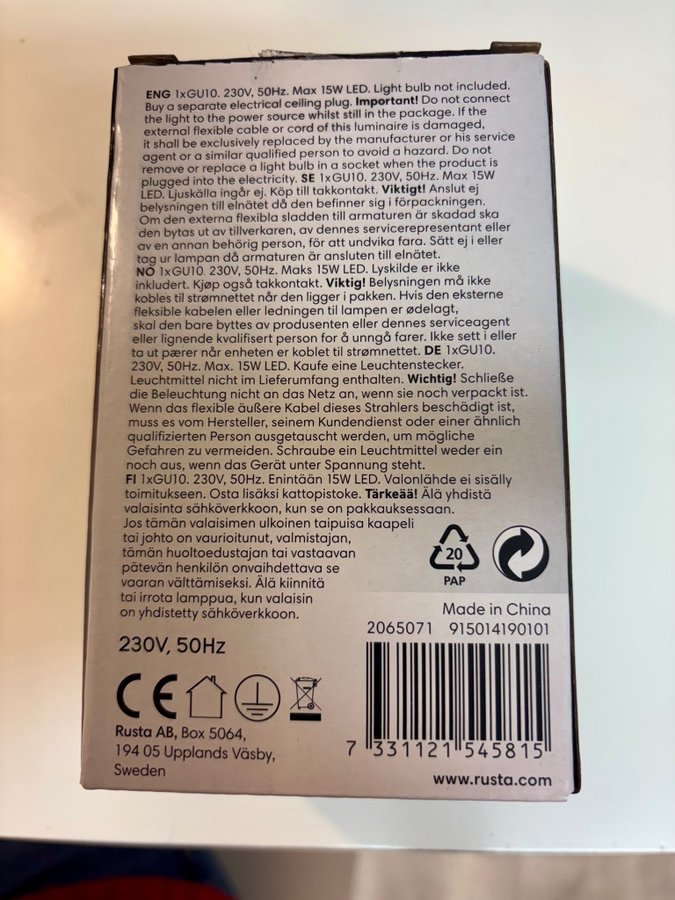 ENG 1xGU10. 230V, 50Hz. Max 15W LED. Light bulb not included.
Buy a separate electrical ceiling plug. Important! Do not connect
the light to the power source whilst still in the package. If the
external flexible cable or cord of this luminaire is damaged,
it shall be exclusively replaced by the manufacturer or his service
agent or a similar qualified person to avoid a hazard. Do not
remove or replace a light bulb in a socket when the product is
plugged into the electricity. SE 1xGU10. 230V, 50Hz. Max 15W
LED. Ljuskälla ingår ej. Köp till takkontakt. Viktigt! Anslut ej
belysningen till elnätet då den befinner sig i förpackningen.
Om den externa flexibla sladden till armaturen är skadad ska
den bytas ut av tillverkaren, av dennes servicerepresentant eller
av en annan behörig person, för att undvika fara. Sätt ej i eller
tag ur lampan då armaturen är ansluten till elnätet.
NO 1xGU10. 230V, 50Hz. Maks 15W LED. Lyskilde er ikke
inkludert. Kjøp også takkontakt. Viktig! Belysningen må ikke
kobles til strømnettet når den ligger i pakken. Hvis den eksterne
fleksible kabelen eller ledningen til lampen er ødelagt,
skal den bare byttes av produsenten eller dennes serviceagent
eller lignende kvalifisert person for å unngå farer. Ikke sett i eller
ta ut pærer når enheten er koblet til strømnettet. DE 1xGU10.
230V, 50Hz. Max. 15W LED. Kaufe eine Leuchtenstecker.
Leuchtmittel nicht im Lieferumfang enthalten. Wichtig! Schließe
die Beleuchtung nicht an das Netz an, wenn sie noch verpackt ist.
Wenn das flexible äußere Kabel dieses Strahlers beschädigt ist,
muss es vom Hersteller, seinem Kundendienst oder einer ähnlich
qualifizierten Person ausgetauscht werden, um mögliche
Gefahren zu vermeiden. Schraube ein Leuchtmittel weder ein
noch aus, wenn das Gerät unter Spannung steht.
FI 1xGU10. 230V, 50Hz. Enintään 15W LED. Valonlähde ei sisälly
toimitukseen. Osta lisäksi kattopistoke. Tärkeää! Älä yhdistä
valaisinta sähköverkkoon, kun se on pakkauksessaan.
Jos tämän valaisimen ulkoinen taipuisa kaapeli
tai johto on vaurioitunut, valmistajan,
tämän huoltoedustajan tai vastaavan
pätevän henkilön onvaihdettava se
vaaran välttämiseksi. Älä kiinnitä
tai irrota lamppua, kun valaisin
on yhdistetty sähköverkkoon.
20
PAP
Made in China
2065071 915014190101
230V, 50Hz
CE
Rusta AB, Box 5064,
194 05 Upplands Väsby,
Sweden
7 331121 545815
www.rusta.com